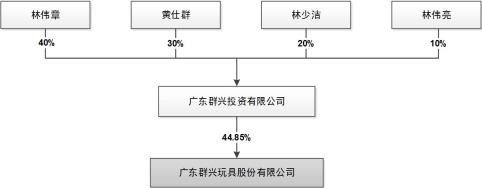 林伟章 黄仕群 林少洁 林伟亮
40% 30% 20% 10%
广东群兴投资有限公司
44.85%
广东群兴玩具股份有限公司